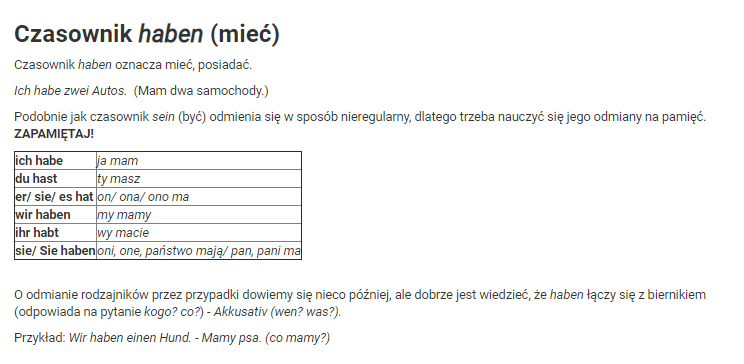 Czasownik haben (mieć)
Czasownik haben oznacza mieć, posiadać.
Ich habe zwei Autos. (Mam dwa samochody.)
Podobnie jak czasownik sein (być) odmienia się w sposób nieregularny, dlatego trzeba nauczyć się jego odmiany na pamięć.
ZAPAMIĘTAJ!
ich habe ja mam
du hast ty masz
er/ sie/ es hat on/ ona/ ono ma
wir haben my mamy
ihr habt wy macie
sie/ Sie haben oni, one, państwo mają/ pan, pani ma
O odmianie rodzajników przez przypadki dowiemy się nieco później, ale dobrze jest wiedzieć, że haben łączy się z biernikiem
(odpowiada na pytanie kogo? co?) - Akkusativ (wen? was?).
Przykład: Wir haben einen Hund. - Mamy psa. (co mamy?)